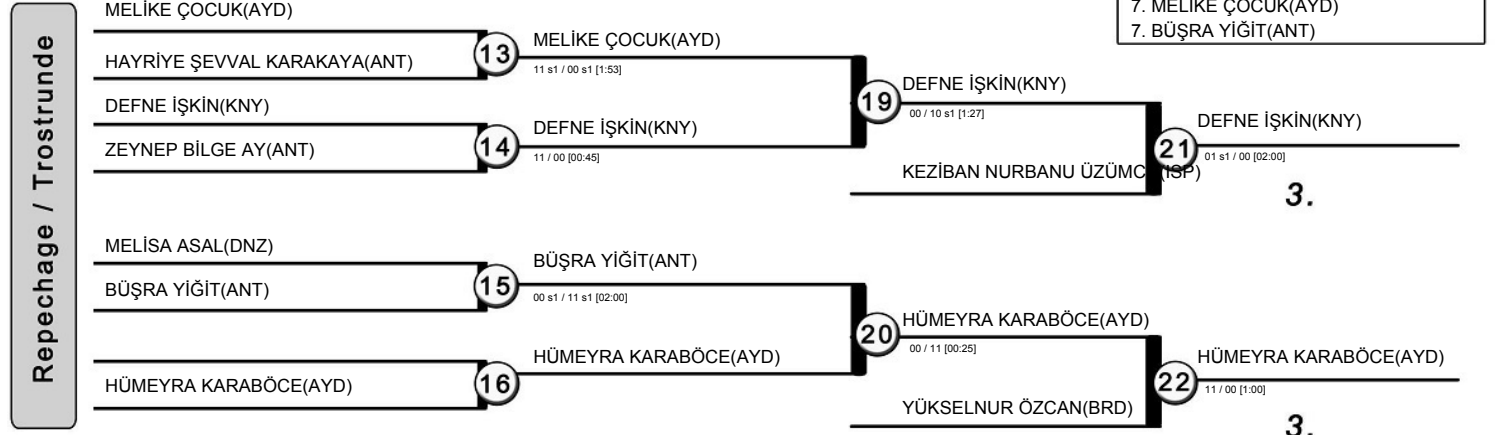 MELİKE ÇOCUK(AYD)
7. MELİKE ÇOCUK(AYD)
7. BÜŞRA YİĞİT(ANT)
Repechage / Trostrunde
HAYRİYE ŞEVVAL KARAKAYA(ANT)
13
MELİKE ÇOCUK(AYD)
11 s1 / 00 s1 [1:53]
DEFNE İŞKİN(KNY)
ZEYNEP BİLGE AY(ANT)
14
DEFNE İŞKİN(KNY)
11 / 00 [00:45]
19
DEFNE İŞKİN(KNY)
00 / 10 s1 [1:27]
KEZİBAN NURBANU ÜZÜMC (ISP)
21
DEFNE İŞKİN(KNY)
01 s1 / 00 [02:00]
3.
MELİSA ASAL(DNZ)
BÜŞRA YİĞİT(ANT)
15
BÜŞRA YİĞİT(ANT)
00 s1 / 11 s1 [02:00]
HÜMEYRA KARABÖCE(AYD)
16
HÜMEYRA KARABÖCE(AYD)
20
HÜMEYRA KARABÖCE(AYD)
00 / 11 [00:25]
YÜKSELNUR ÖZCAN(BRD)
22
HÜMEYRA KARABÖCE(AYD)
11 / 00 [1:00]
3.